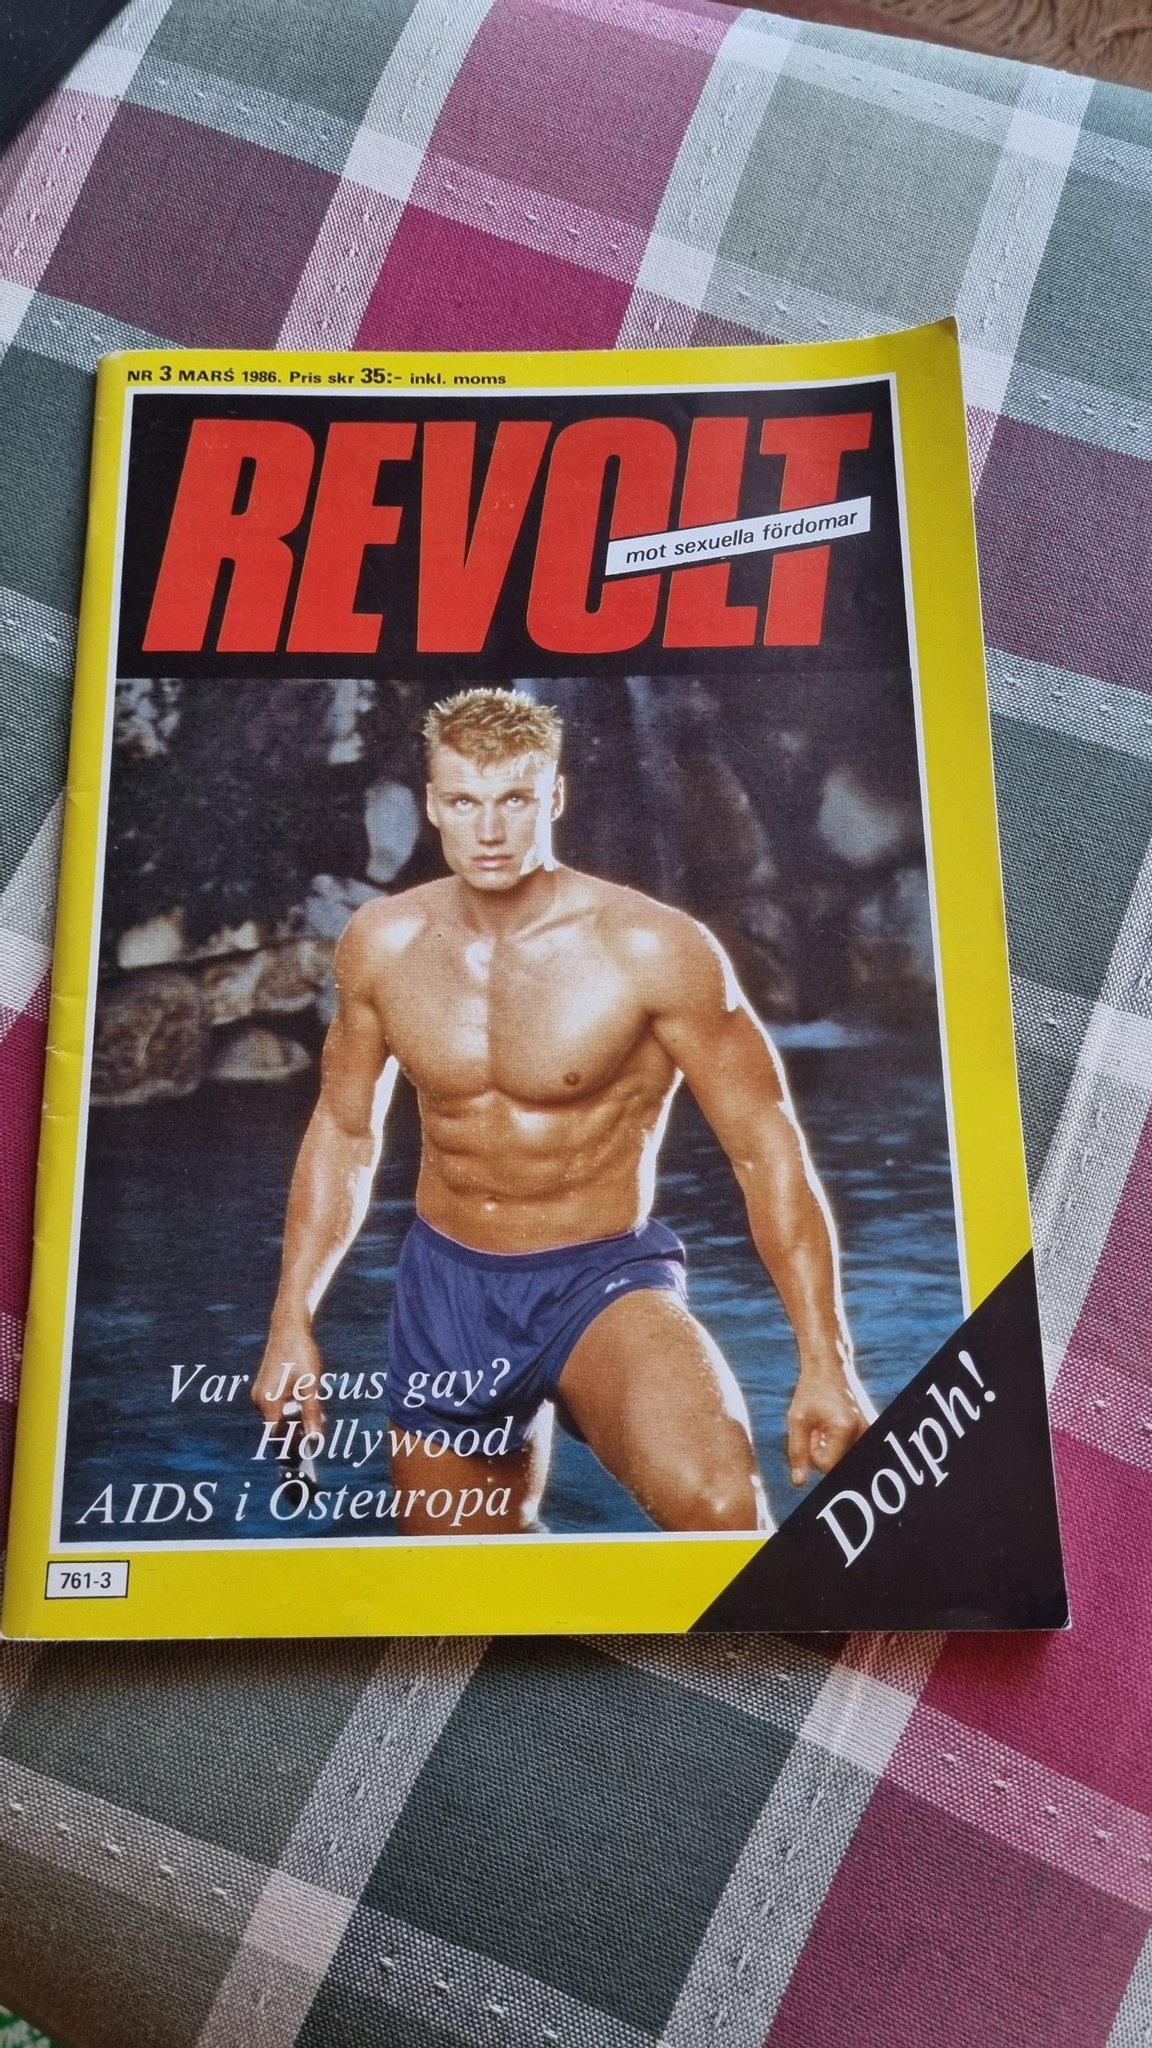 NR 3 MARS 1986. Pris skr 35:- inkl. moms
REVOLT
mot sexuella fördomar
Var Jesus gay?
Hollywood
AIDS i Östeuropa
Dolph!
761-3